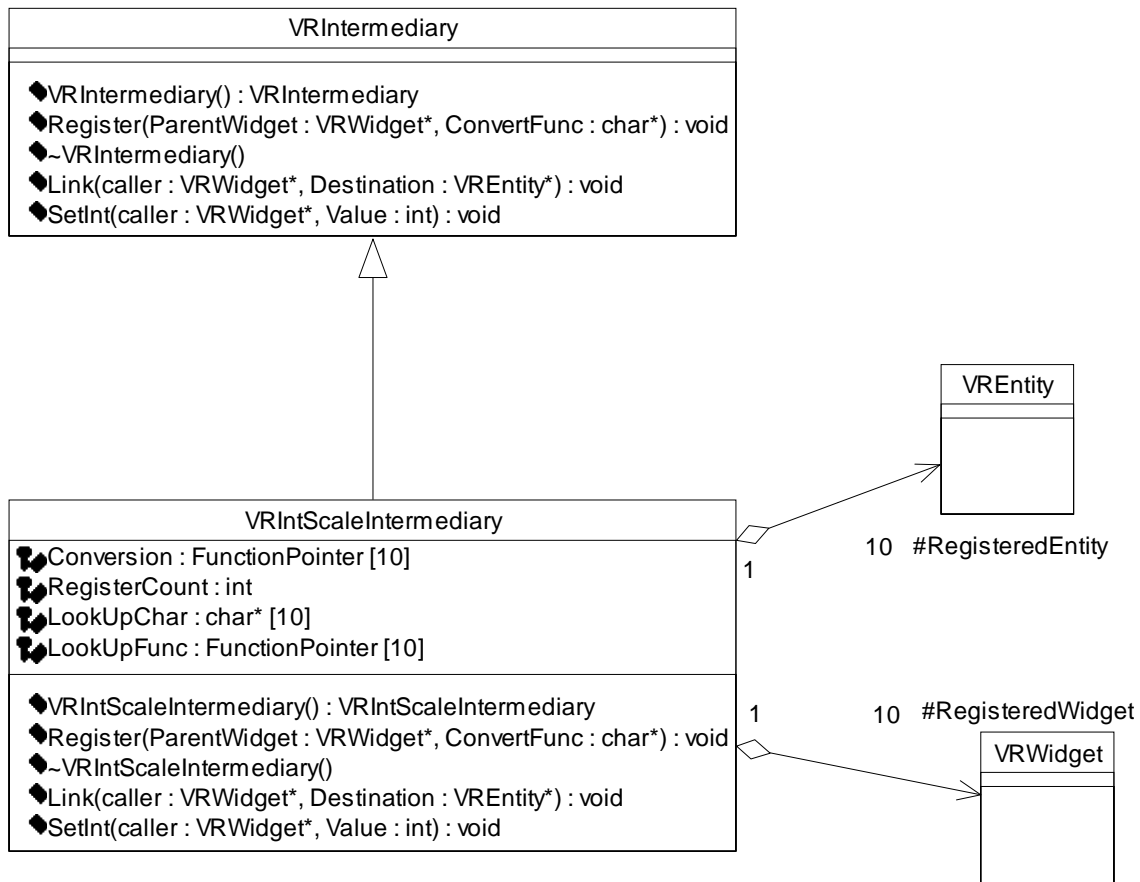 VRIntermediary
VRIntermediary() : VRIntermediary
Register(ParentWidget : VRWidget*, ConvertFunc : char*) : void
~VRIntermediary()
Link(caller : VRWidget*, Destination : VREntity*) : void
SetInt(caller : VRWidget*, Value : int) : void
VREntity
VRIntScaleIntermediary
Conversion : FunctionPointer [10]
RegisterCount : int
LookUpChar : char* [10]
LookUpFunc : FunctionPointer [10]
1
10 #RegisteredEntity
VRIntScaleIntermediary() : VRIntScaleIntermediary
Register(ParentWidget : VRWidget*, ConvertFunc : char*) : void
~VRIntScaleIntermediary()
Link(caller : VRWidget*, Destination : VREntity*) : void
SetInt(caller : VRWidget*, Value : int) : void
1
10 #RegisteredWidget
VRWidget